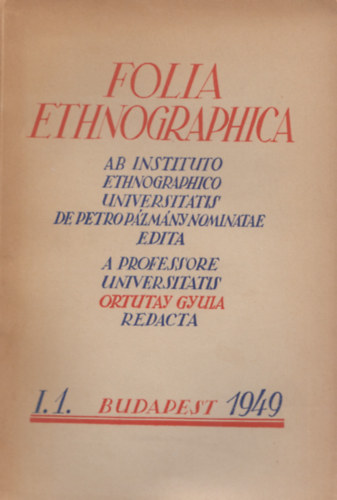 FOLIA
ETHNOGRAPHICA
AB INSTITUTO
ETHNOGRAPHICO
UNIVERSITATIS
DE PETRO PÁZMÁNY NOMINATAE
EDITA
A PROFESSORE
UNIVERSITATIS
ORTUTAY GYULA
REDACTA
I. 1. BUDAPEST 1949